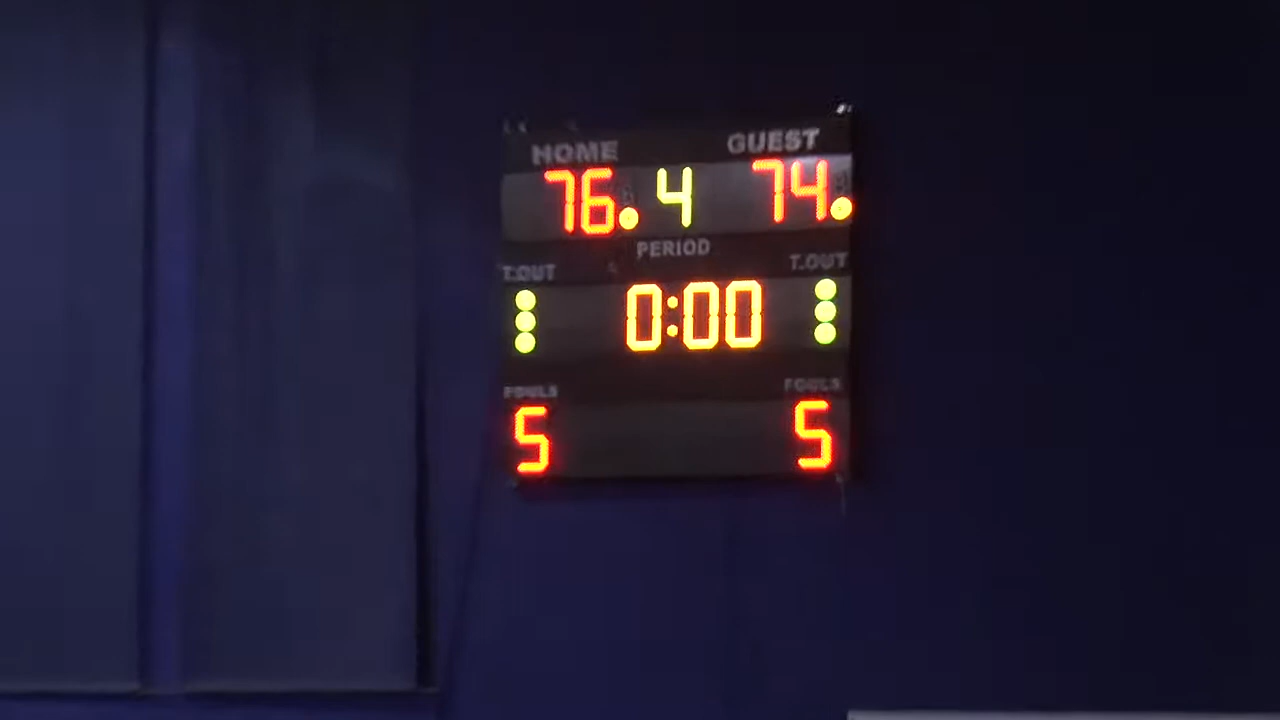 HOME GUEST
76 4 74
PERIOD
T.OUT T.OUT
0:00
FOULS FOULS
5 5